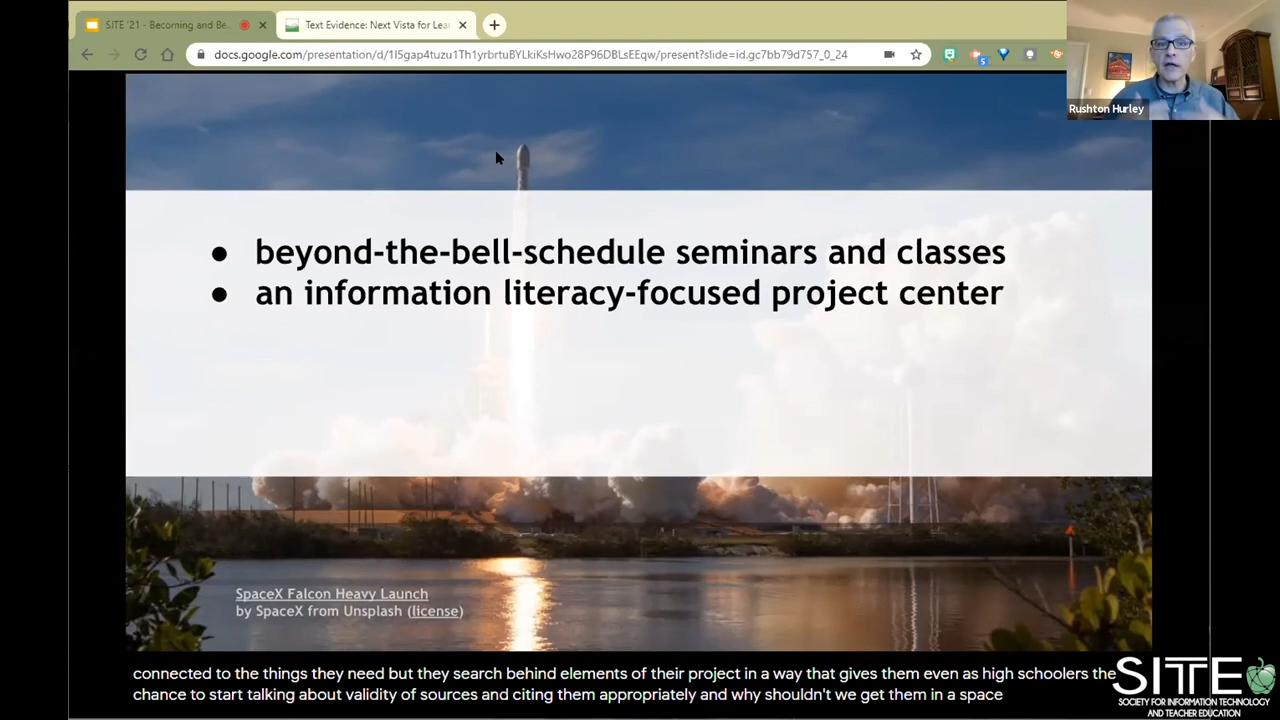 SITE '21 - Becoming and Be
Text Evidence: Next Vista for Lea
docs.google.com/presentation/d/1I5gap4tuzu1Th1yrbrtuBYLkiKsHwo28P96DBLsEEqw/present?slide=id.gc7bb79d757_0_24
5
Rushton Hurley
● beyond-the-bell-schedule seminars and classes
● an information literacy-focused project center
SpaceX Falcon Heavy Launch
by SpaceX from Unsplash (license)
connected to the things they need but they search behind elements of their project in a way that gives them even as high schoolers the
chance to start talking about validity of sources and citing them appropriately and why shouldn't we get them in a space
SITE
SOCIETY FOR INFORMATION TECHNOLOGY
AND TEACHER EDUCATION